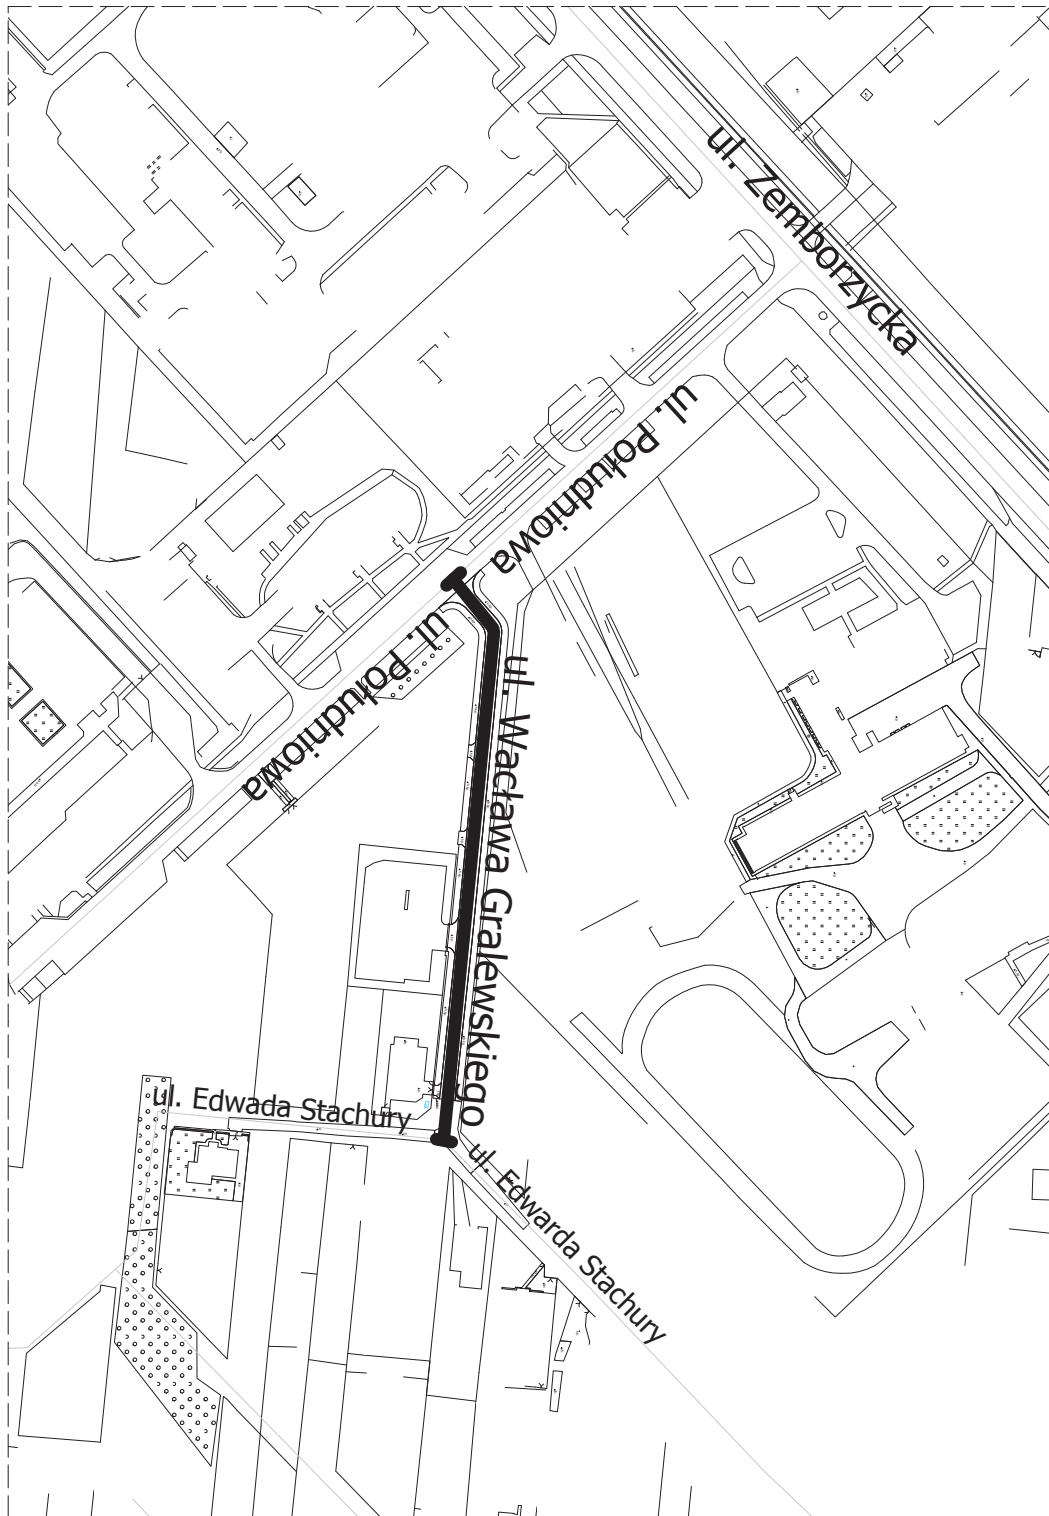 ul. Zemborzycka
ul. Południowa
ul. Południowa
ul. Wacława Gralewskiego
ul. Edwada Stachury
ul. Edwarda Stachury